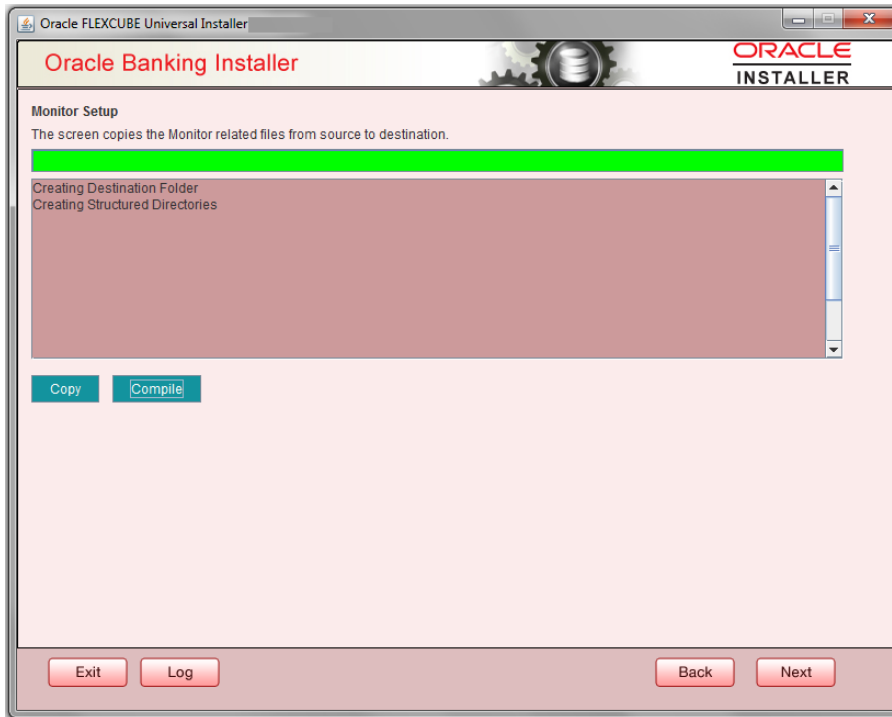 Oracle FLEXCUBE Universal Installer
Oracle Banking Installer
ORACLE
INSTALLER
Monitor Setup
The screen copies the Monitor related files from source to destination.
Creating Destination Folder
Creating Structured Directories
Copy Compile
Exit Log Back Next